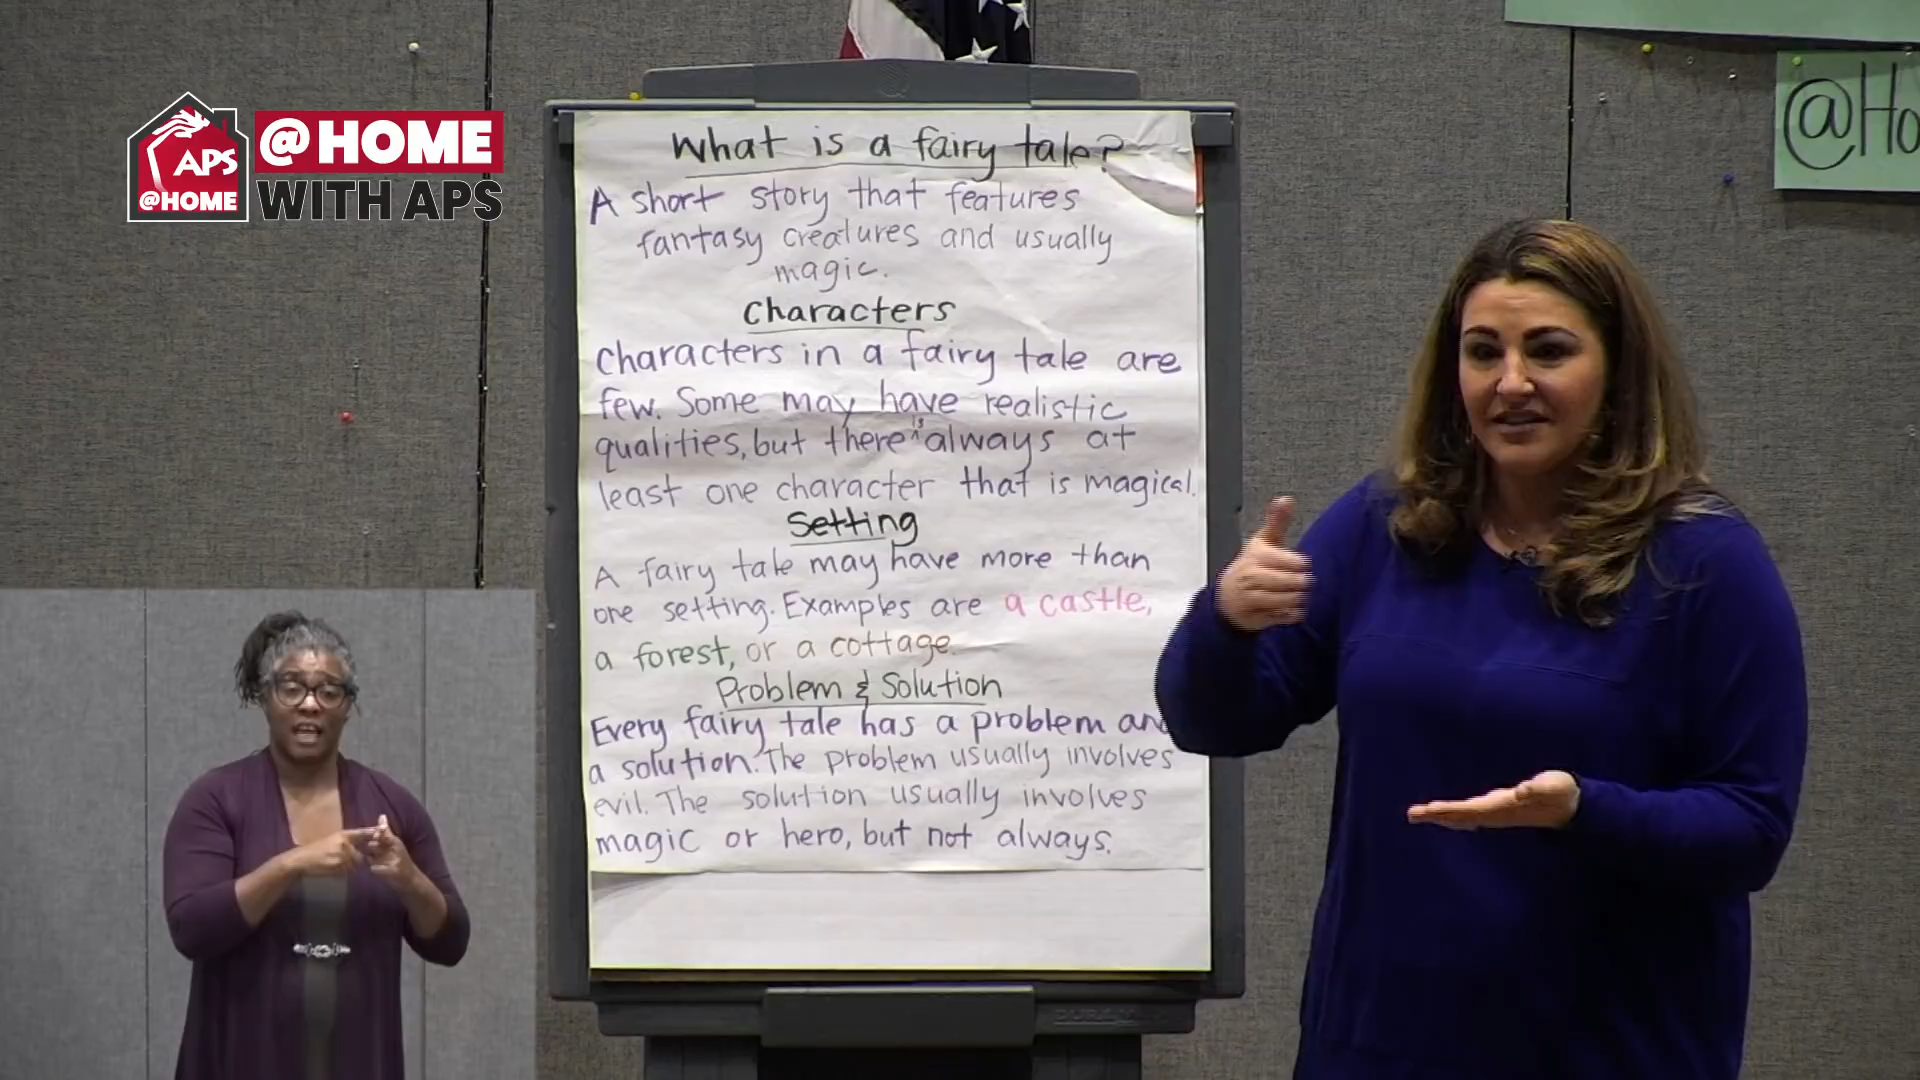 APS
@HOME
@HOME
WITH APS
What is a fairy tale?
A short story that features
fantasy creatures and usually
magic.
Characters
Characters in a fairy tale are
few. Some may have realistic
qualities, but there is always at
least one character that is magical.
Setting
A fairy tale may have more than
one setting. Examples are a castle,
a forest, or a cottage.
Problem & Solution
Every fairy tale has a problem an
a solution. The problem usually involves
evil. The solution usually involves
magic or hero, but not always.
@Ho